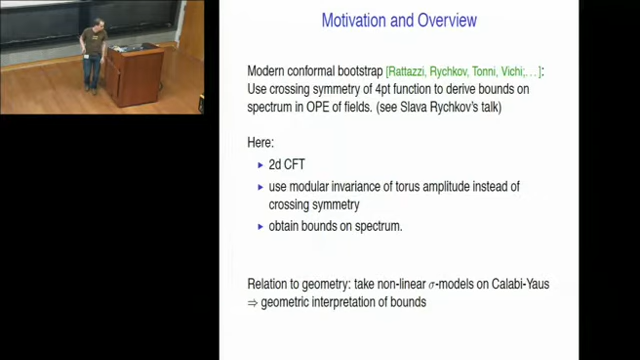 Motivation and Overview
Modern conformal bootstrap [Rattazzi, Rychkov, Tonni, Vichi;...]:
Use crossing symmetry of 4pt function to derive bounds on
spectrum in OPE of fields. (see Slava Rychkov's talk)
Here:
► 2d CFT
► use modular invariance of torus amplitude instead of
crossing symmetry
► obtain bounds on spectrum.
Relation to geometry: take non-linear σ-models on Calabi-Yaus
⇒ geometric interpretation of bounds